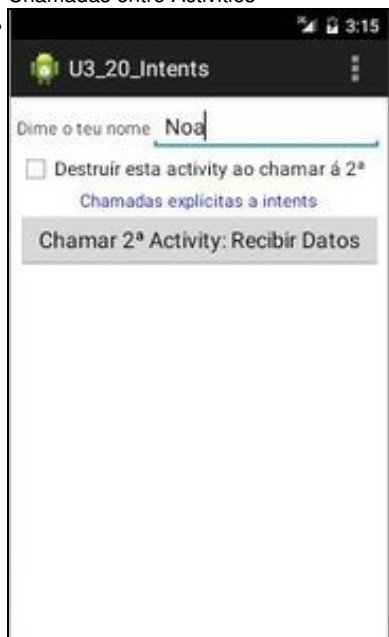 Chamadas entre Activities
3:15
U3_20_Intents
Dime o teu nome Noa
Destruír esta activity ao chamar á 2ª
Chamadas explicitas a intents
Chamar 2ª Activity: Recibir Datos